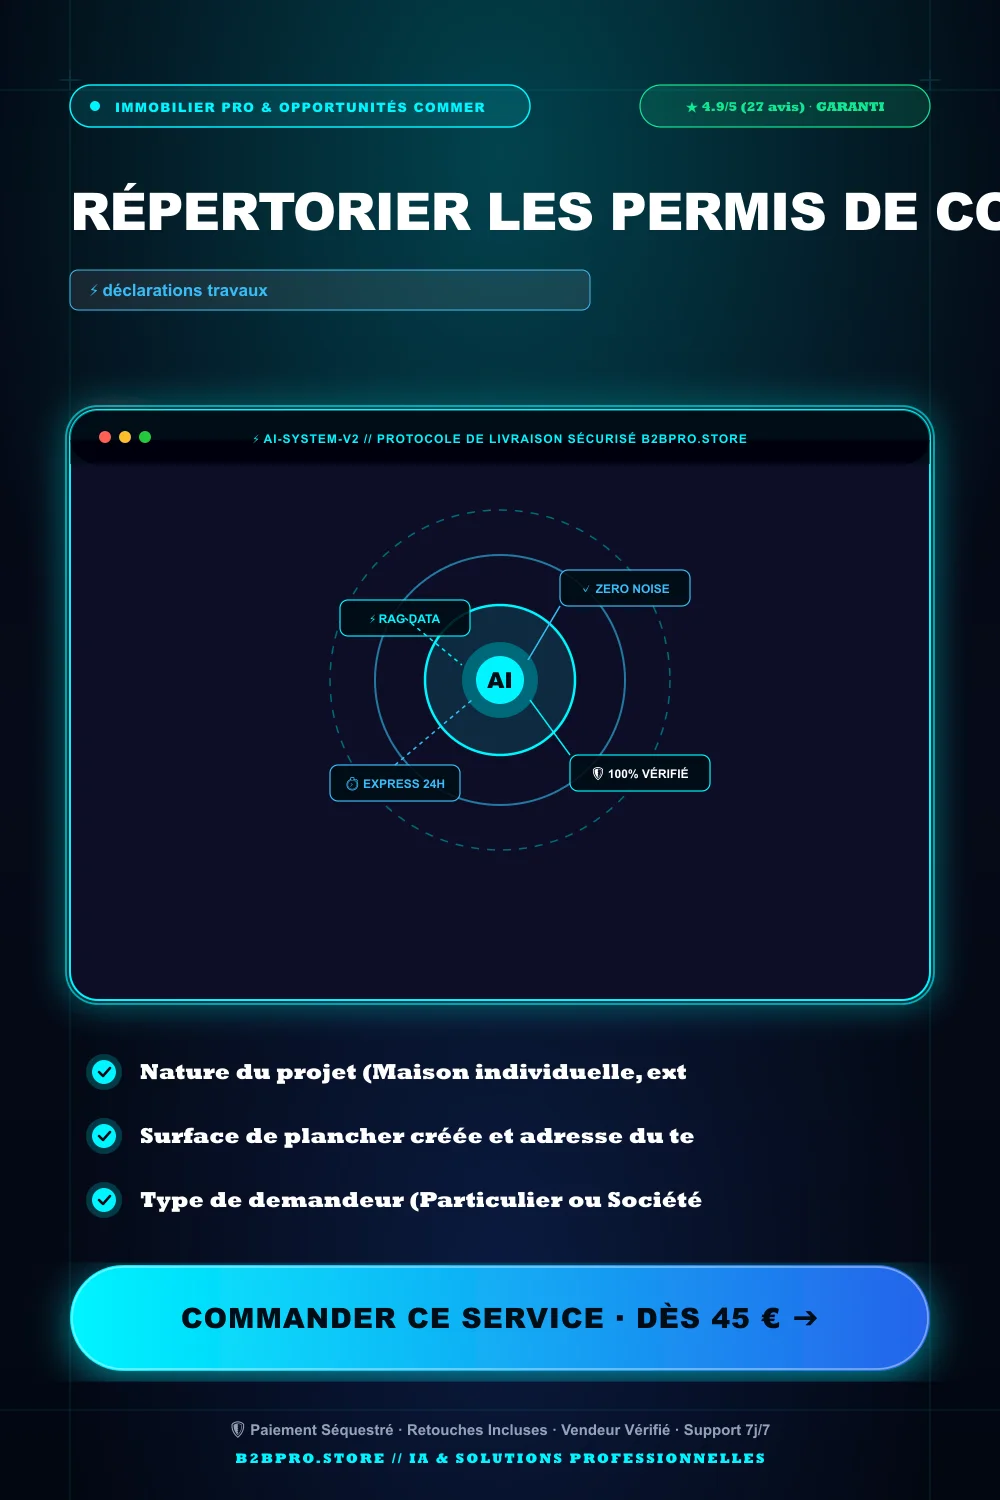 IMMOBILIER PRO & OPPORTUNITÉS COMMER
★ 4.9/5 (27 avis) · GARANTI
RÉPERTORIER LES PERMIS DE CO
⚡ déclarations travaux
⚡ AI-SYSTEM-V2 // PROTOCOLE DE LIVRAISON SÉCURISÉ B2BPRO.STORE
✓ ZERO NOISE
⚡ RAG DATA
AI
100% VÉRIFIÉ
⏱ EXPRESS 24H
Nature du projet (Maison individuelle, ext
Surface de plancher créée et adresse du te
Type de demandeur (Particulier ou Société
COMMANDER CE SERVICE · DÈS 45 € ➔
🛡 Paiement Séquestré · Retouches Incluses · Vendeur Vérifié · Support 7j/7
B2BPRO.STORE // IA & SOLUTIONS PROFESSIONNELLES